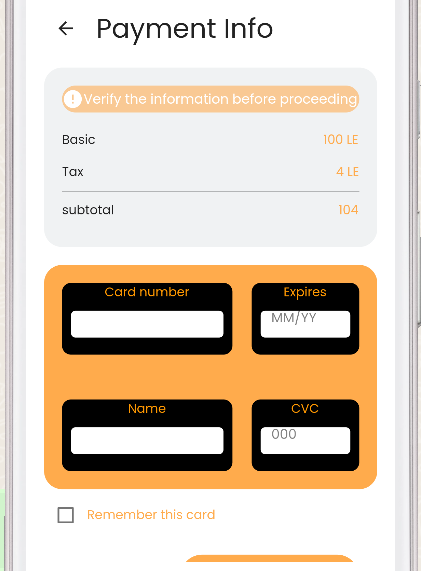 Payment Info
Verify the information before proceeding
Basic 100 LE
Tax 4 LE
subtotal 104
Card number Expires
MM/YY
Name CVC
000
Remember this card